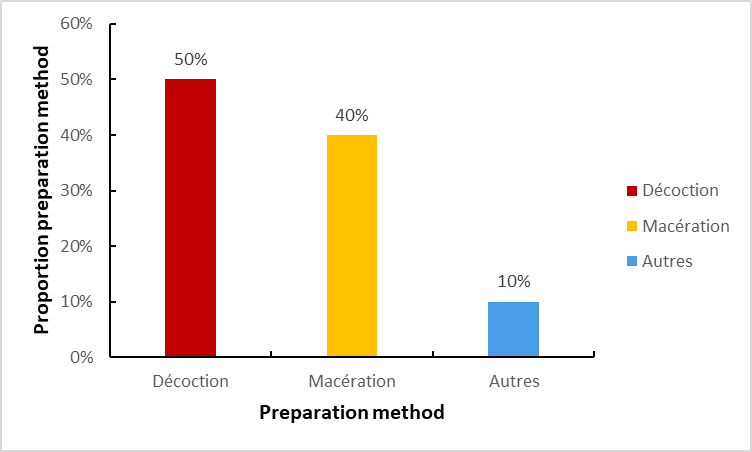 60%
50%
40%
30%
20%
10%
0%
Proportion preparation method
50%
40%
10%
Décoction
Macération
Autres
Preparation method
Décoction
Macération
Autres